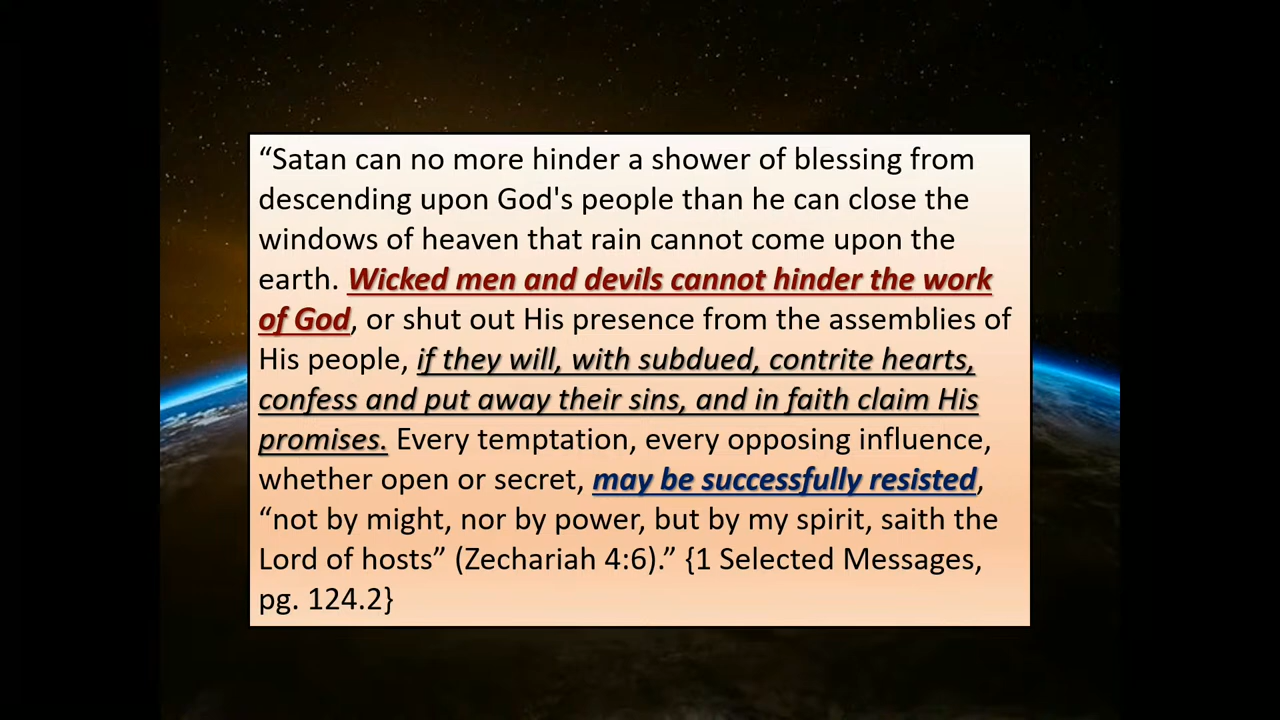 “Satan can no more hinder a shower of blessing from
descending upon God's people than he can close the
windows of heaven that rain cannot come upon the
earth. Wicked men and devils cannot hinder the work
of God, or shut out His presence from the assemblies of
His people, if they will, with subdued, contrite hearts,
confess and put away their sins, and in faith claim His
promises. Every temptation, every opposing influence,
whether open or secret, may be successfully resisted,
“not by might, nor by power, but by my spirit, saith the
Lord of hosts” (Zechariah 4:6).” {1 Selected Messages,
pg. 124.2}